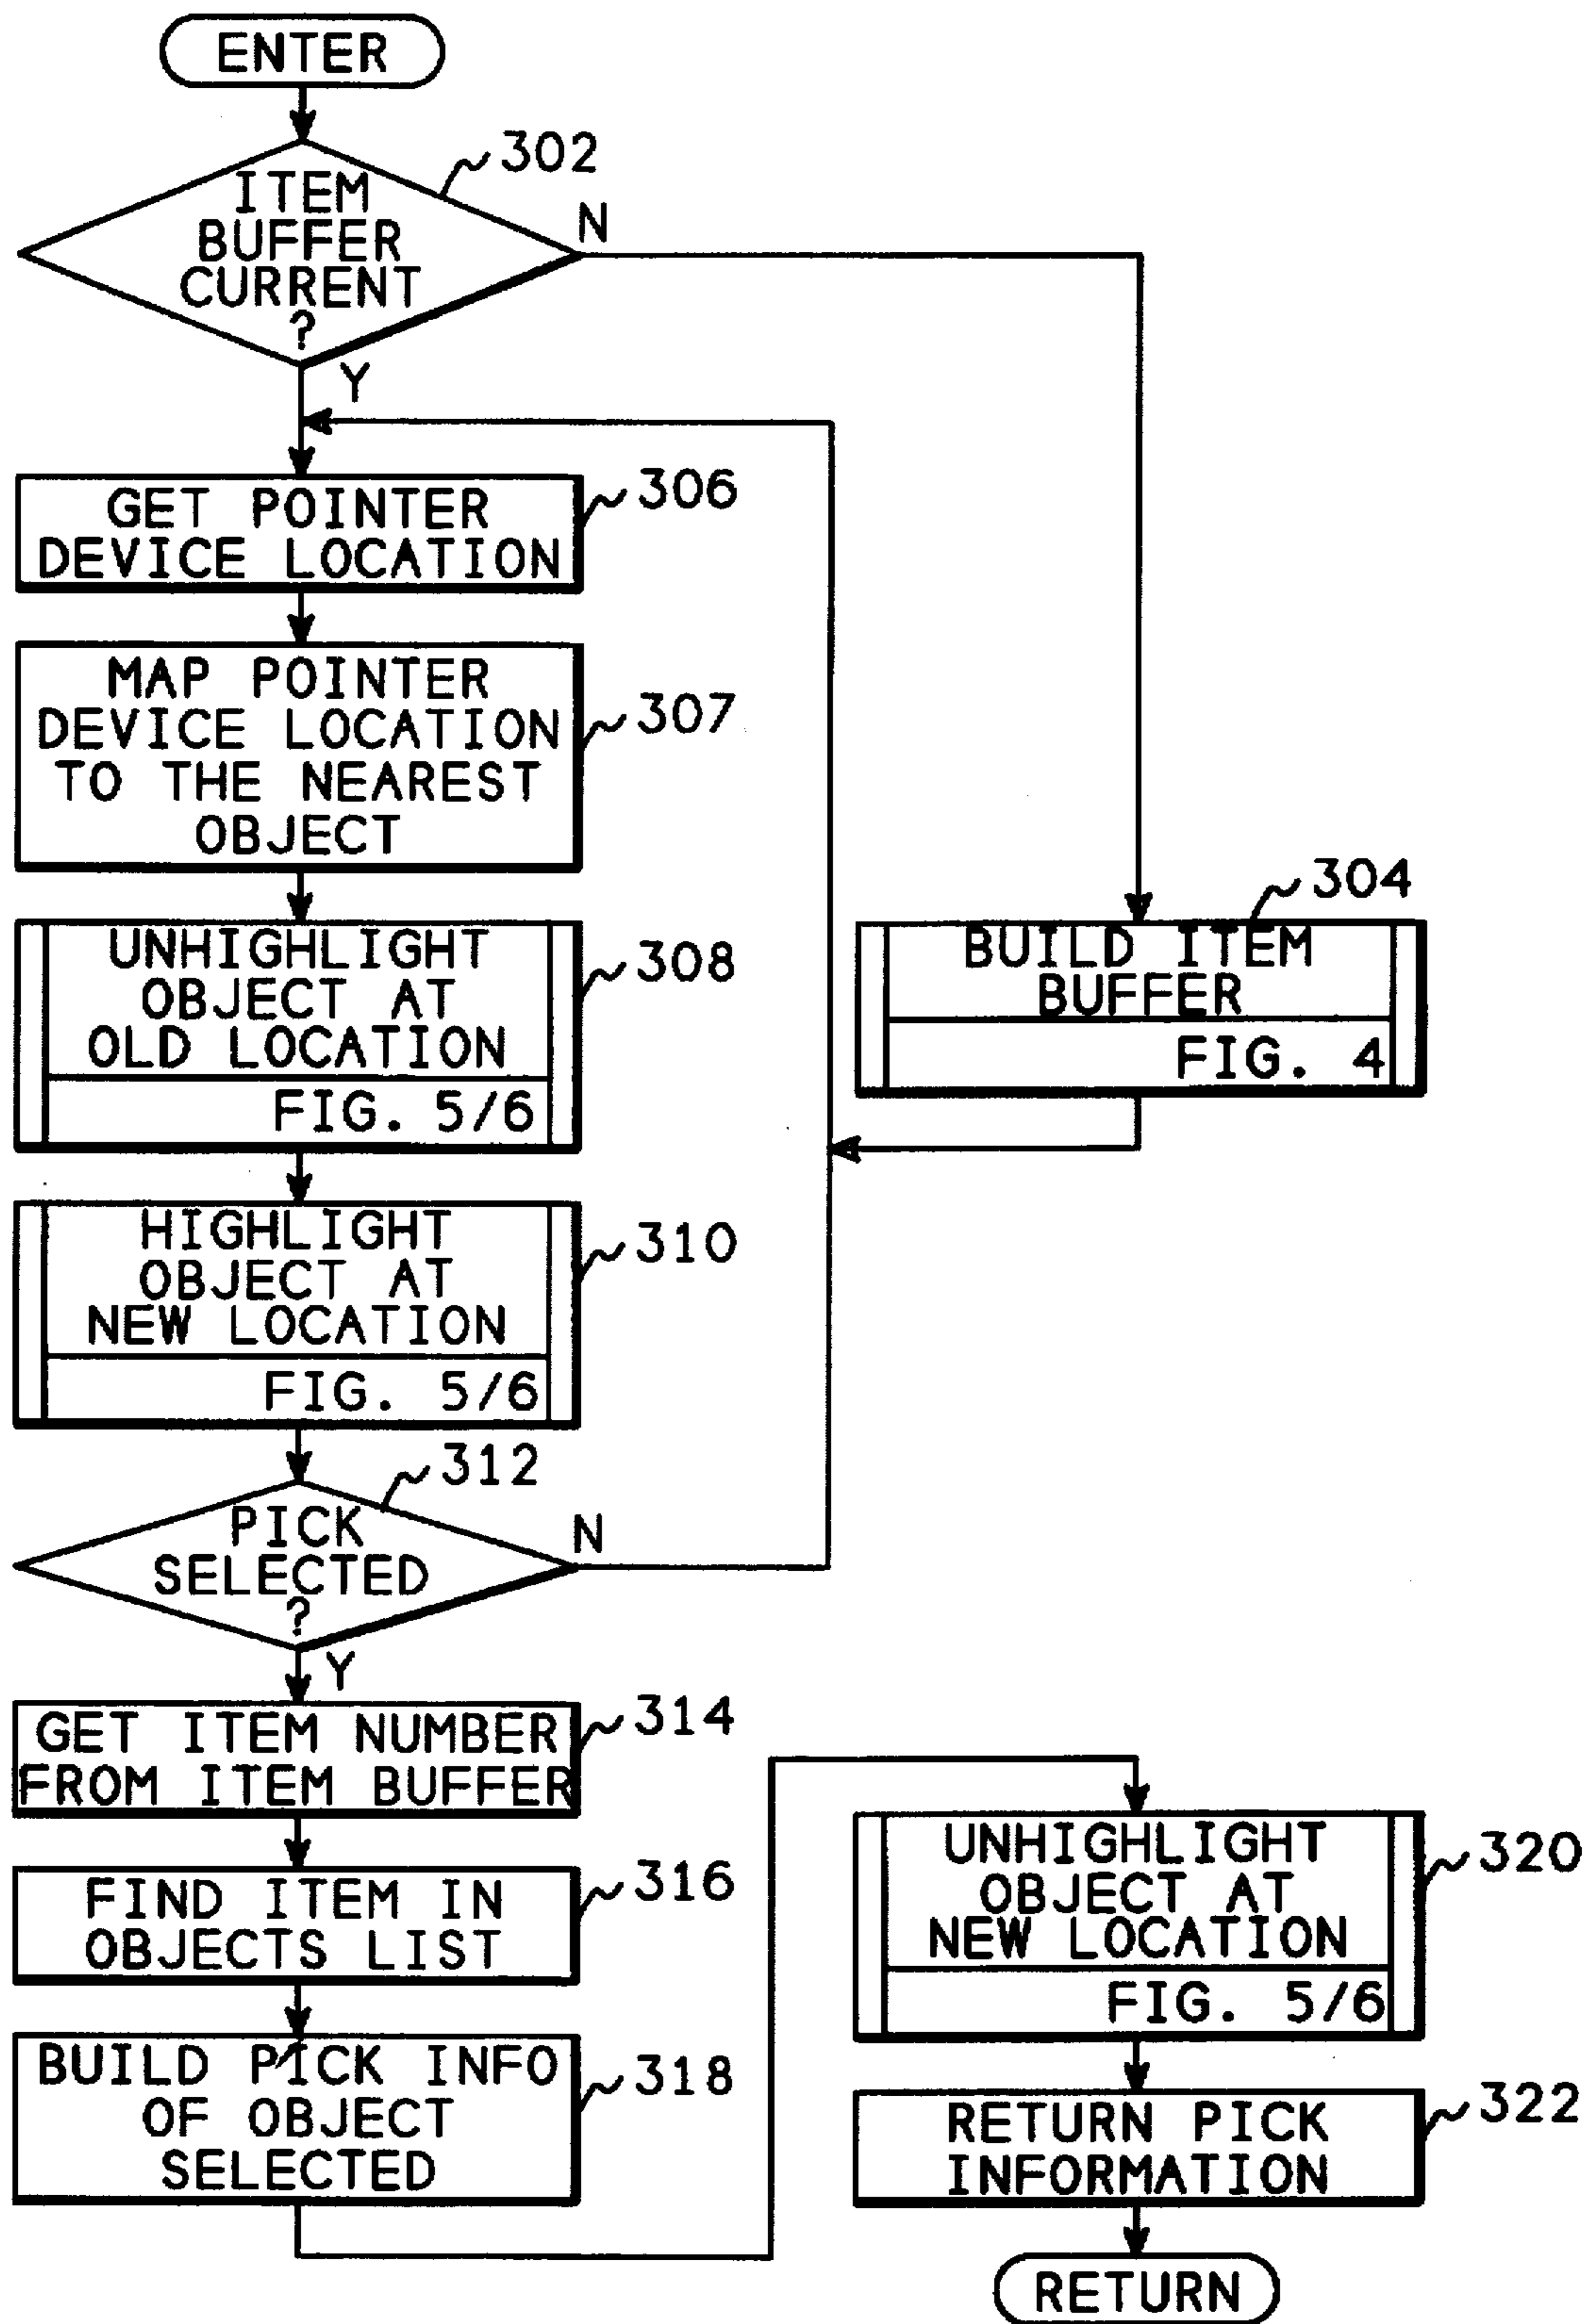 ENTER
302
ITEM
BUFFER
CURRENT
?
N
Y
306
GET POINTER
DEVICE LOCATION
MAP POINTER
DEVICE LOCATION
TO THE NEAREST
OBJECT
307
304
BUILD ITEM
BUFFER
FIG. 4
UNHIGHLIGHT
OBJECT AT
OLD LOCATION
FIG. 5/6
308
HIGHLIGHT
OBJECT AT
NEW LOCATION
FIG. 5/6
310
312
PICK
SELECTED
?
N
Y
GET ITEM NUMBER
FROM ITEM BUFFER
314
FIND ITEM IN
OBJECTS LIST
316
BUILD PICK INFO
OF OBJECT
SELECTED
318
UNHIGHLIGHT
OBJECT AT
NEW LOCATION
FIG. 5/6
320
RETURN PICK
INFORMATION
322
RETURN